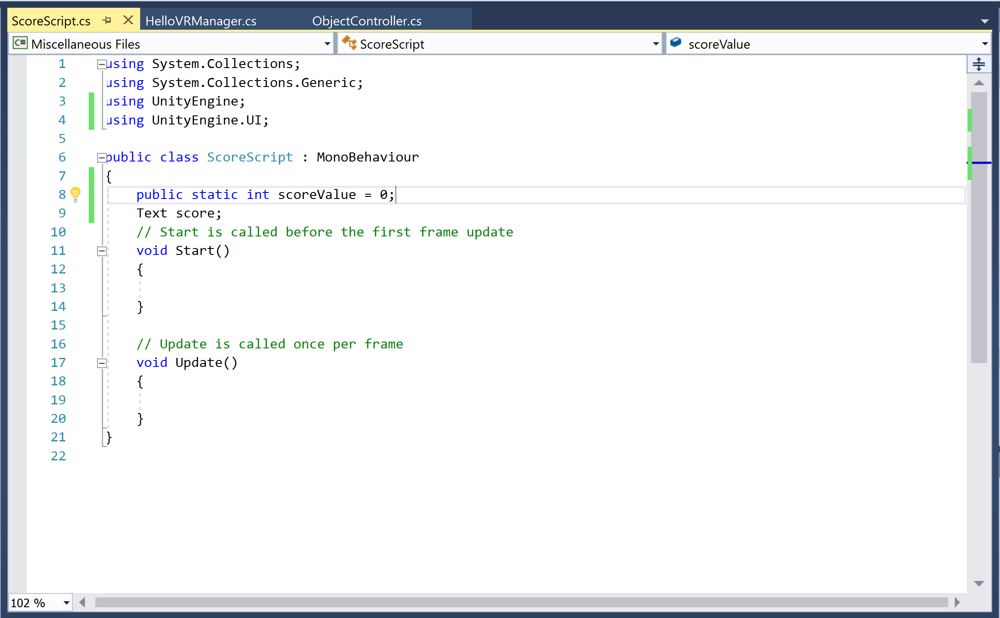 ScoreScript.cs HelloVRManager.cs ObjectController.cs
C# Miscellaneous Files ScoreScript scoreValue
1 using System.Collections;
2 using System.Collections.Generic;
3 using UnityEngine;
4 using UnityEngine.UI;
5
6 public class ScoreScript : MonoBehaviour
7 {
8 public static int scoreValue = 0;
9 Text score;
10 // Start is called before the first frame update
11 void Start()
12 {
13
14 }
15
16 // Update is called once per frame
17 void Update()
18 {
19
20 }
21 }
22
102 %